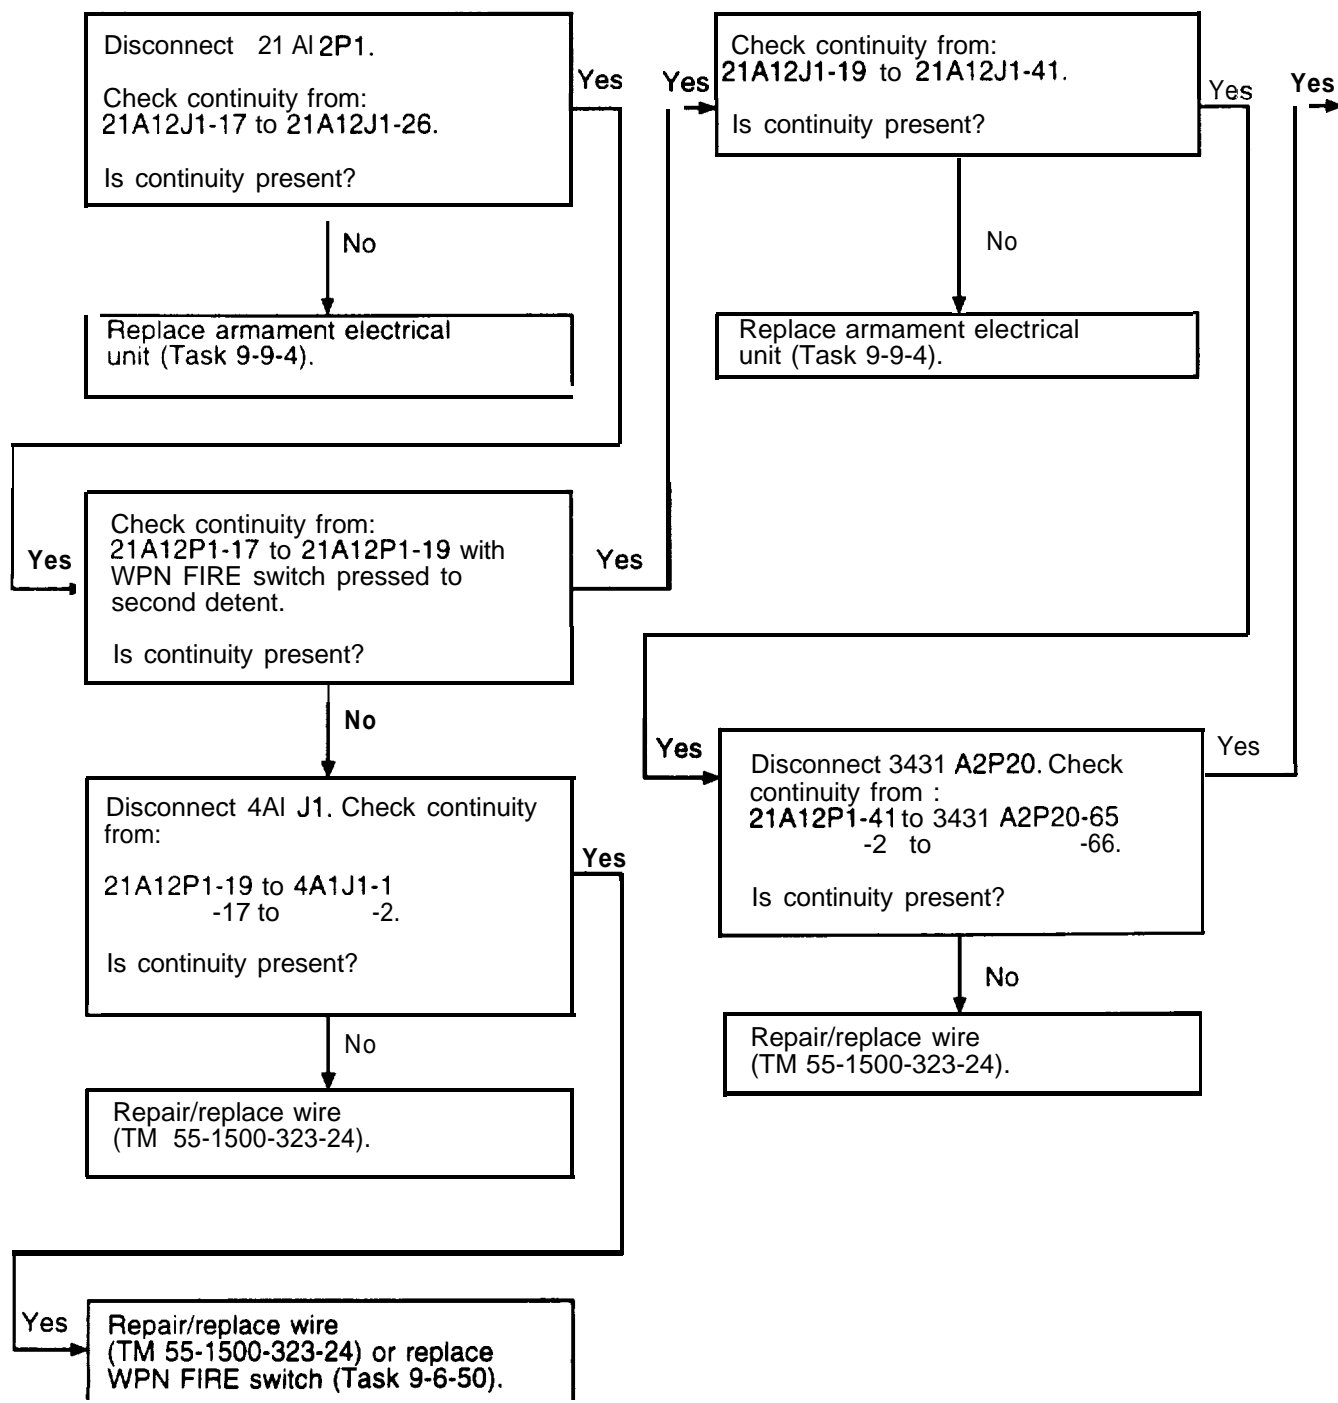 Disconnect 21 Al 2P1.
Check continuity from:
21A12J1-17 to 21A12J1-26.
Is continuity present?
Yes
No
Replace armament electrical
unit (Task 9-9-4).
Yes
Check continuity from:
21A12P1-17 to 21A12P1-19 with
WPN FIRE switch pressed to
second detent.
Is continuity present?
Yes
No
Disconnect 4Al J1. Check continuity
from:
21A12P1-19 to 4A1J1-1
-17 to -2.
Is continuity present?
Yes
No
Repair/replace wire
(TM 55-1500-323-24).
Yes
Repair/replace wire
(TM 55-1500-323-24) or replace
WPN FIRE switch (Task 9-6-50).
Yes
Check continuity from:
21A12J1-19 to 21A12J1-41.
Is continuity present?
Yes
No
Replace armament electrical
unit (Task 9-9-4).
Yes
Disconnect 3431 A2P20. Check
continuity from :
21A12P1-41 to 3431 A2P20-65
-2 to -66.
Is continuity present?
Yes
No
Repair/replace wire
(TM 55-1500-323-24).
Yes